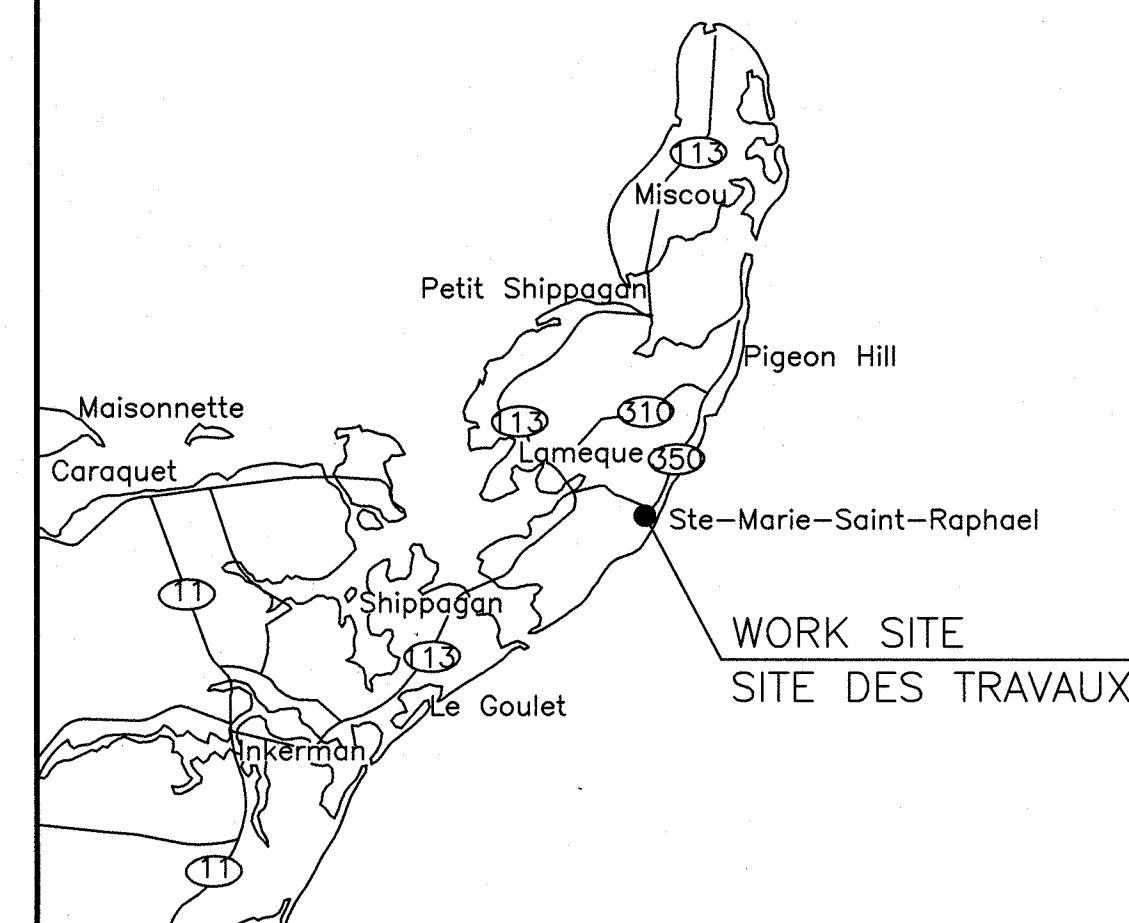 113
Miscou
Petit Shippagan
Pigeon Hill
Maisonnette
310
113
Lameque
350
Caraquet
Ste-Marie-Saint-Raphael
11
Shippagan
WORK SITE
113
SITE DES TRAVAUX
Le Goulet
Inkerman
11